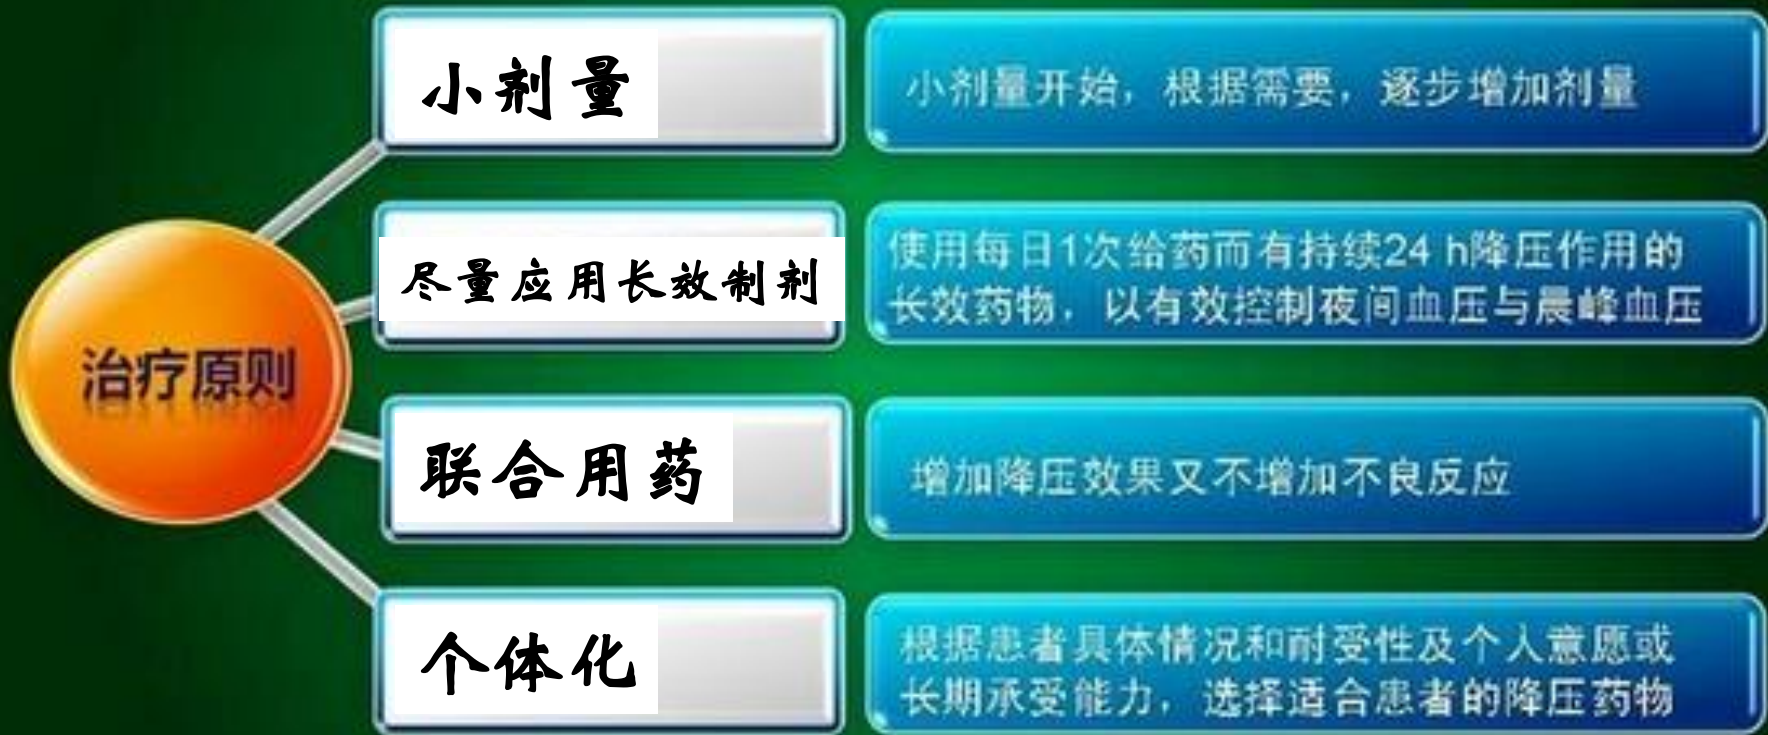 小剂量
小剂量开始，根据需要，逐步增加剂量
尽量应用长效制剂
使用每日1次给药而有持续24 h降压作用的
长效药物，以有效控制夜间血压与晨峰血压
治疗原则
联合用药
增加降压效果又不增加不良反应
个体化
根据患者具体情况和耐受性及个人意愿或
长期承受能力，选择适合患者的降压药物